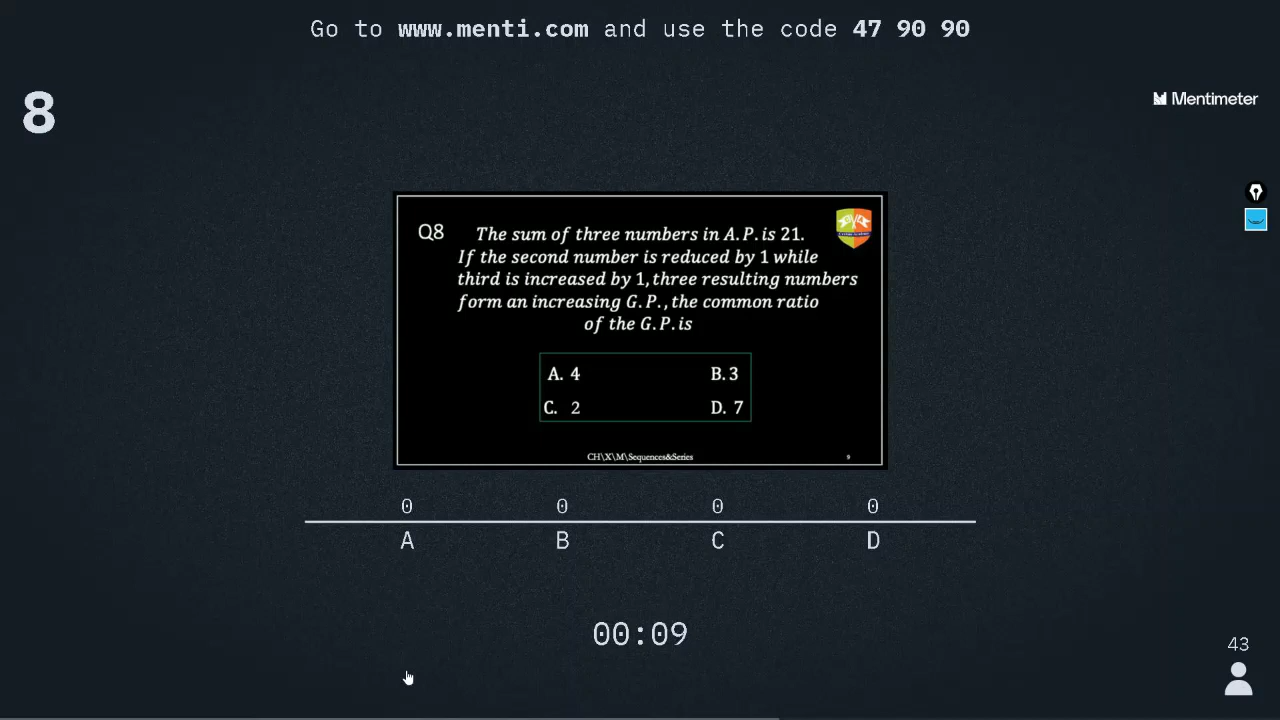 Go to www.menti.com and use the code 47 90 90
8
Mentimeter
Q8 The sum of three numbers in A.P. is 21.
If the second number is reduced by 1 while
third is increased by 1, three resulting numbers
form an increasing G.P., the common ratio
of the G.P. is
A. 4 B. 3
C. 2 D. 7
CH\X\M\Sequences&Series 9
0 0 0 0
A B C D
00:09
43